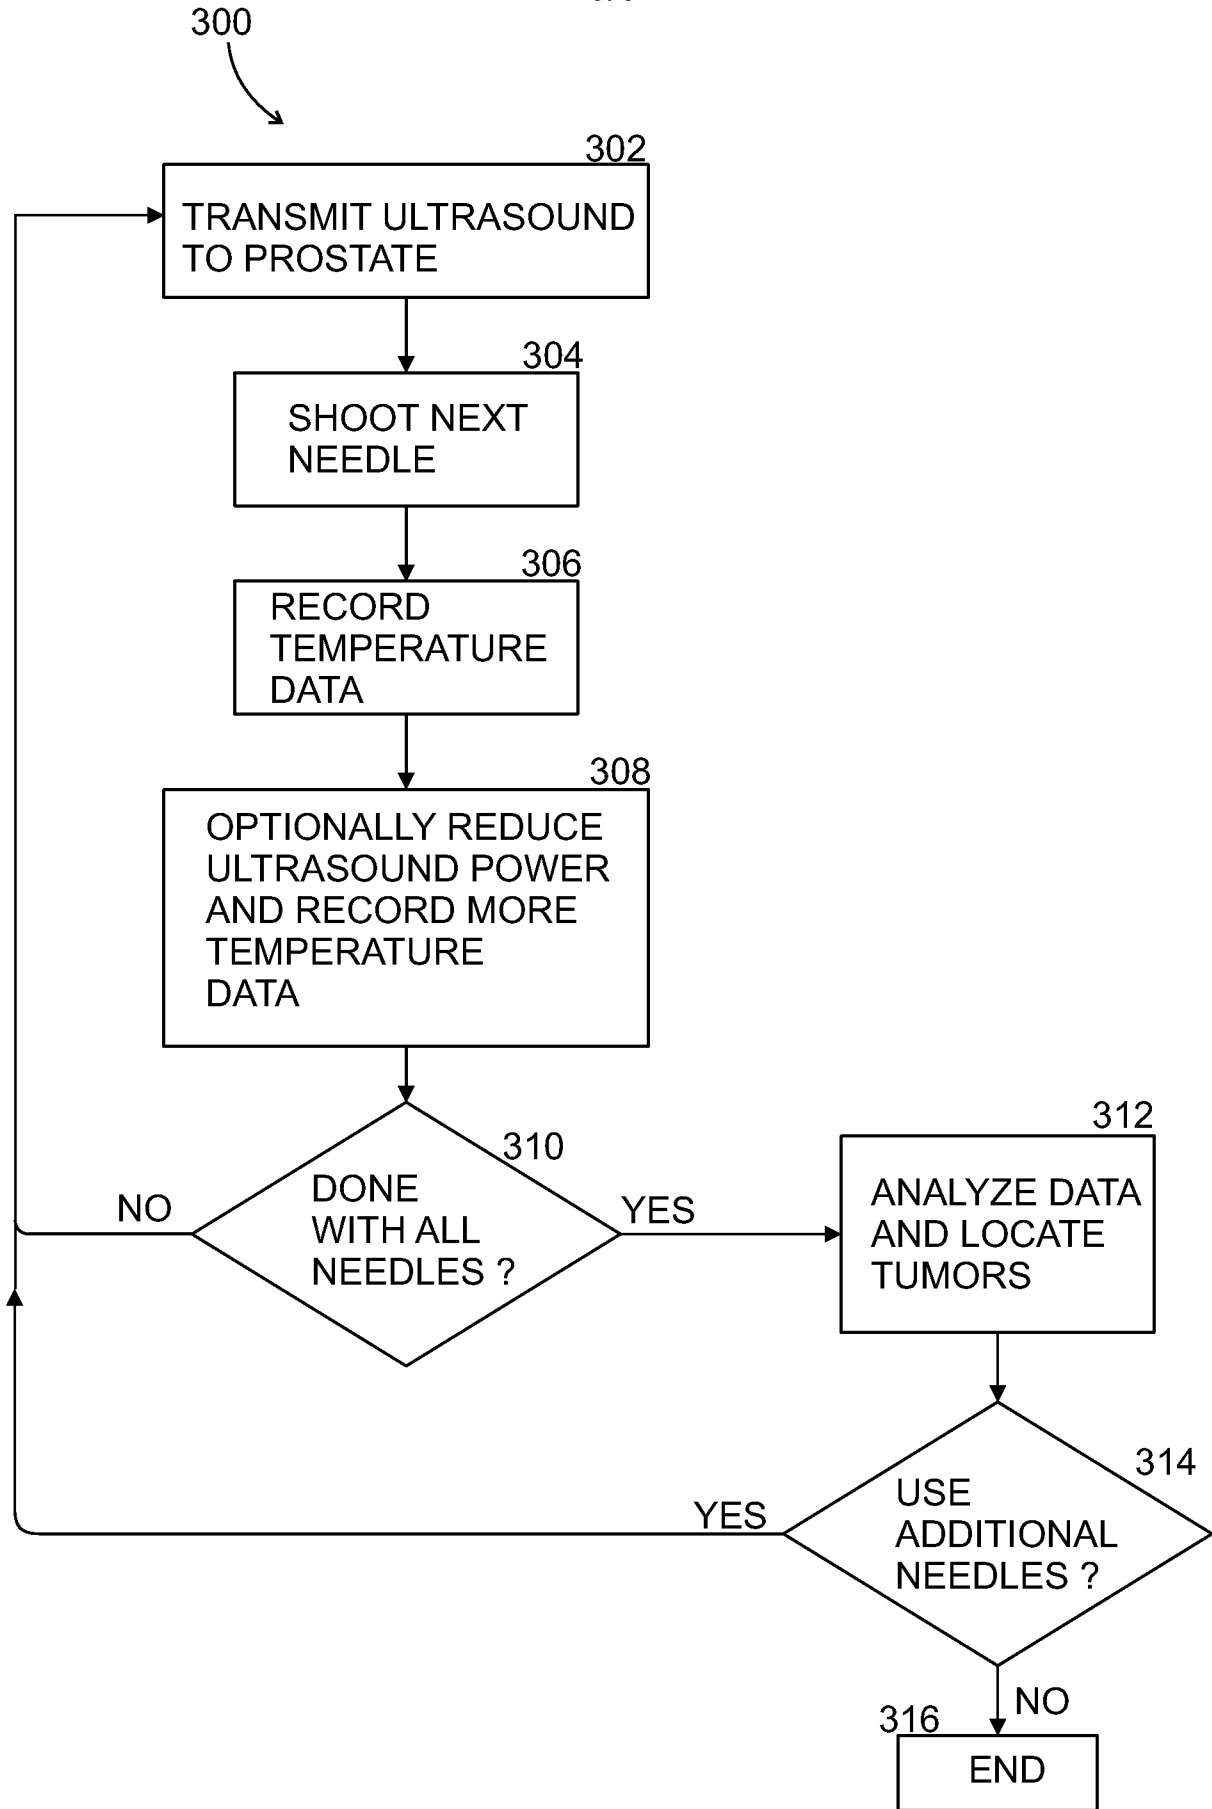 300
302
TRANSMIT ULTRASOUND
TO PROSTATE
304
SHOOT NEXT
NEEDLE
306
RECORD
TEMPERATURE
DATA
308
OPTIONALLY REDUCE
ULTRASOUND POWER
AND RECORD MORE
TEMPERATURE
DATA
310
DONE
WITH ALL
NEEDLES ?
NO
YES
312
ANALYZE DATA
AND LOCATE
TUMORS
314
USE
ADDITIONAL
NEEDLES ?
YES
NO
316
END